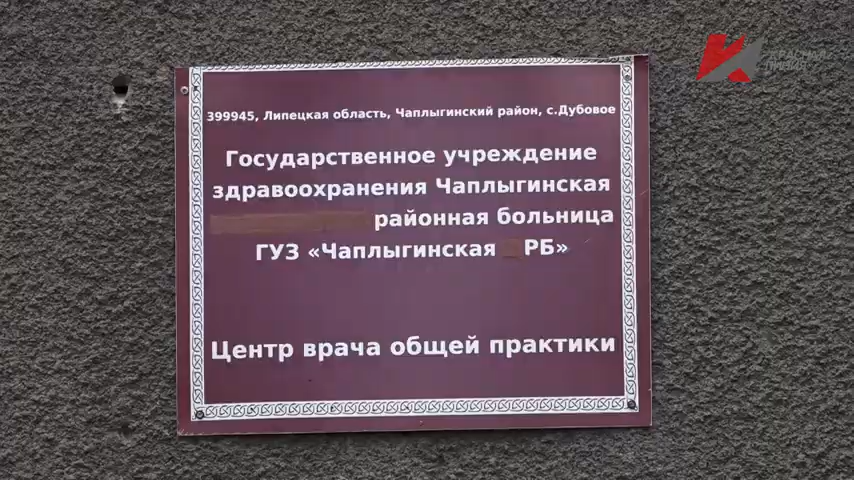 399945, Липецкая область, Чаплыгинский район, с.Дубовое
Государственное учреждение
здравоохранения Чаплыгинская
районная больница
ГУЗ «Чаплыгинская РБ»
Центр врача общей практики